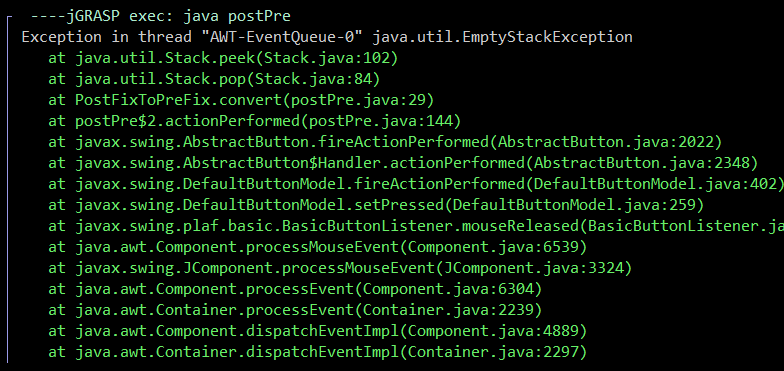 ----jGRASP exec: java postPre
Exception in thread "AWT-EventQueue-0" java.util.EmptyStackException
at java.util.Stack.peek(Stack.java:102)
at java.util.Stack.pop(Stack.java:84)
at PostFixToPreFix.convert(postPre.java:29)
at postPre$2.actionPerformed(postPre.java:144)
at javax.swing.AbstractButton.fireActionPerformed(AbstractButton.java:2022)
at javax.swing.AbstractButton$Handler.actionPerformed(AbstractButton.java:2348)
at javax.swing.DefaultButtonModel.fireActionPerformed(DefaultButtonModel.java:402)
at javax.swing.DefaultButtonModel.setPressed(DefaultButtonModel.java:259)
at javax.swing.plaf.basic.BasicButtonListener.mouseReleased(BasicButtonListener.ja
at java.awt.Component.processMouseEvent(Component.java:6539)
at javax.swing.JComponent.processMouseEvent(JComponent.java:3324)
at java.awt.Component.processEvent(Component.java:6304)
at java.awt.Container.processEvent(Container.java:2239)
at java.awt.Component.dispatchEventImpl(Component.java:4889)
at java.awt.Container.dispatchEventImpl(Container.java:2297)